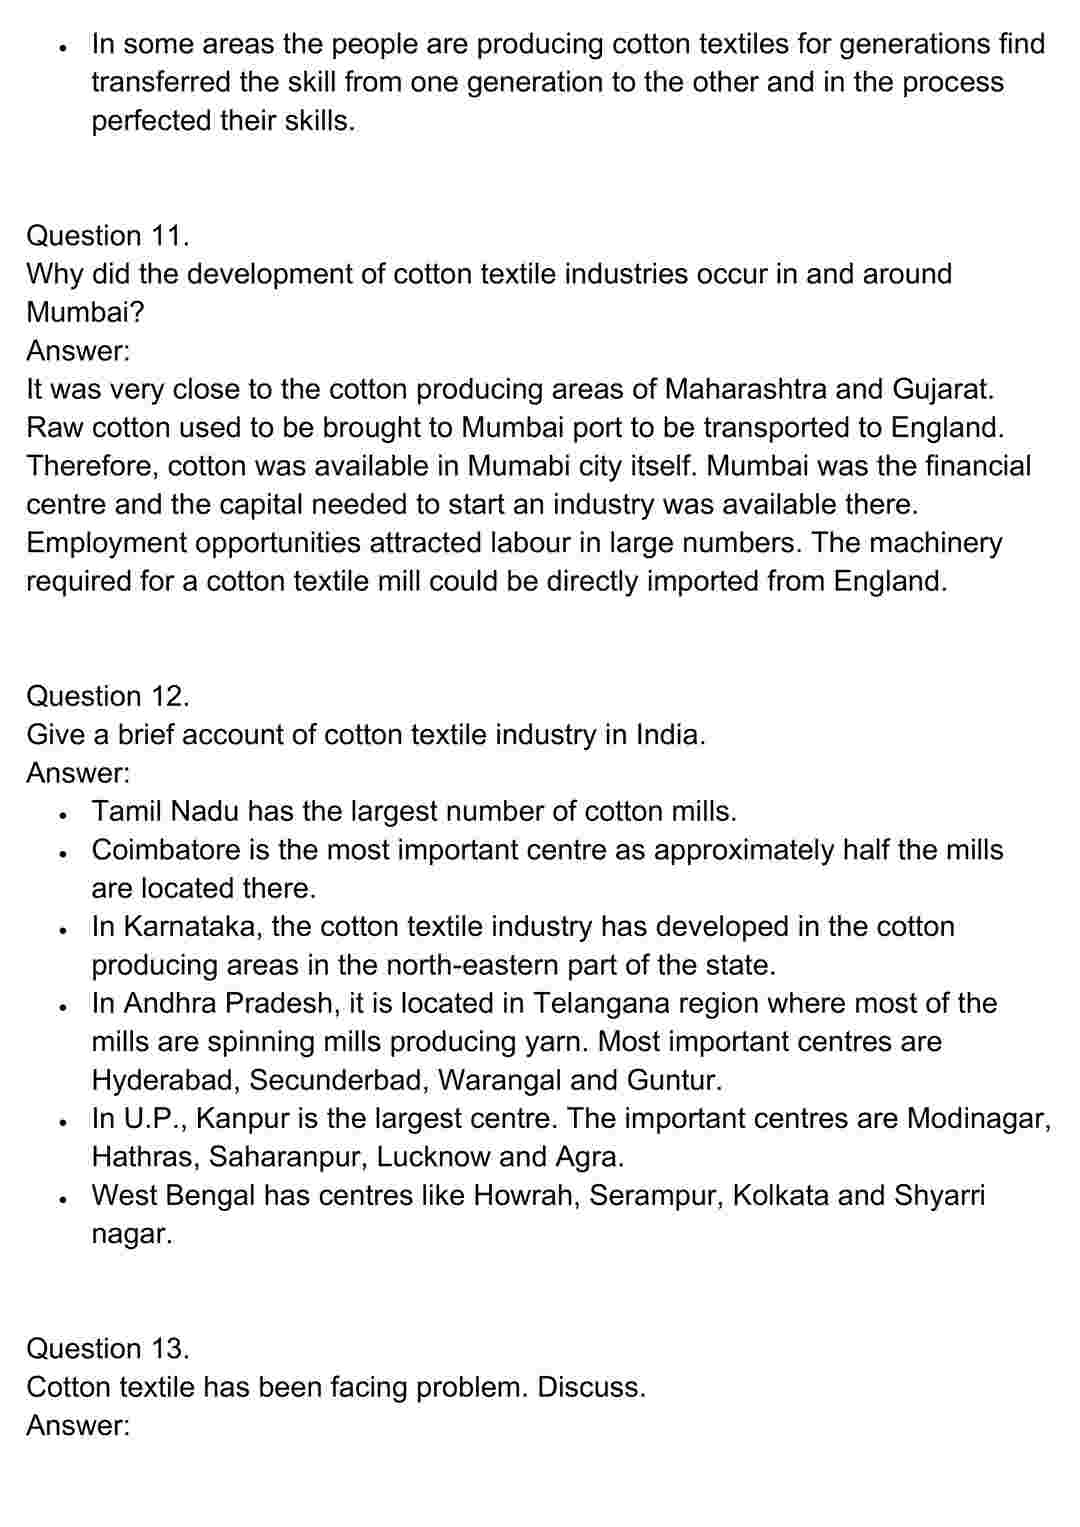 • In some areas the people are producing cotton textiles for generations find
transferred the skill from one generation to the other and in the process
perfected their skills.
Question 11.
Why did the development of cotton textile industries occur in and around
Mumbai?
Answer:
It was very close to the cotton producing areas of Maharashtra and Gujarat.
Raw cotton used to be brought to Mumbai port to be transported to England.
Therefore, cotton was available in Mumabi city itself. Mumbai was the financial
centre and the capital needed to start an industry was available there.
Employment opportunities attracted labour in large numbers. The machinery
required for a cotton textile mill could be directly imported from England.
Question 12.
Give a brief account of cotton textile industry in India.
Answer:
• Tamil Nadu has the largest number of cotton mills.
• Coimbatore is the most important centre as approximately half the mills
are located there.
• In Karnataka, the cotton textile industry has developed in the cotton
producing areas in the north-eastern part of the state.
• In Andhra Pradesh, it is located in Telangana region where most of the
mills are spinning mills producing yarn. Most important centres are
Hyderabad, Secunderbad, Warangal and Guntur.
• In U.P., Kanpur is the largest centre. The important centres are Modinagar,
Hathras, Saharanpur, Lucknow and Agra.
• West Bengal has centres like Howrah, Serampur, Kolkata and Shyarri
nagar.
Question 13.
Cotton textile has been facing problem. Discuss.
Answer: